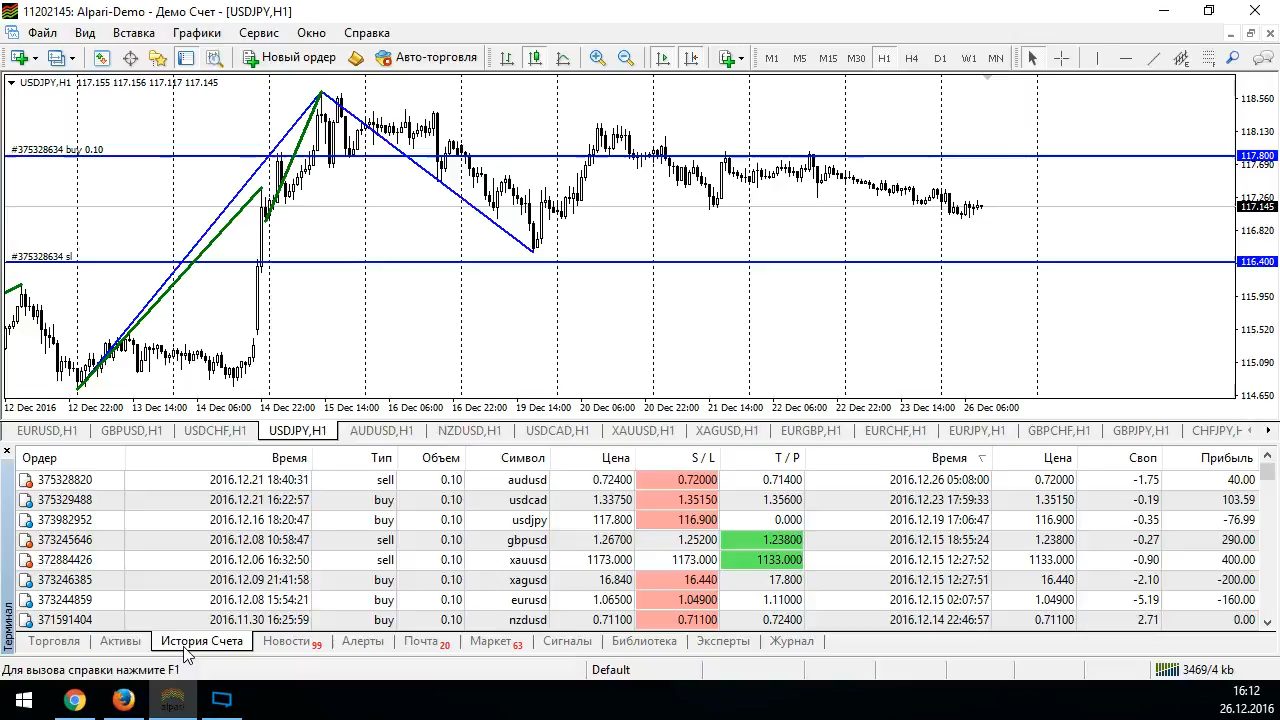 11202145: Alpari-Demo - Демо Счет - [USDJPY,H1]
Файл Вид Вставка Графики Сервис Окно Справка
Новый ордер Авто-торговля M1 M5 M15 M30 H1 H4 D1 W1 MN
USDJPY,H1 117.155 117.156 117.117 117.145
118.560
118.130
#375328634 buy 0.10
117.800
117.690
117.260
117.145
116.820
#375328634 sl
116.400
115.950
115.520
115.090
114.650
12 Dec 2016 12 Dec 22:00 13 Dec 14:00 14 Dec 06:00 14 Dec 22:00 15 Dec 14:00 16 Dec 06:00 16 Dec 22:00 19 Dec 14:00 20 Dec 06:00 20 Dec 22:00 21 Dec 14:00 22 Dec 06:00 22 Dec 22:00 23 Dec 14:00 26 Dec 06:00
EURUSD,H1 GBPUSD,H1 USDCHF,H1 USDJPY,H1 AUDUSD,H1 NZDUSD,H1 USDCAD,H1 XAUUSD,H1 XAGUSD,H1 EURGBP,H1 EURCHF,H1 EURJPY,H1 GBPCHF,H1 GBPJPY,H1 CHFJPY,H
Ордер Время Тип Объем Символ Цена S / L T / P Время Цена Своп Прибыль
375328820 2016.12.21 18:40:31 sell 0.10 audusd 0.72400 0.72000 0.71400 2016.12.26 05:08:00 0.72000 -1.75 40.00
375329488 2016.12.21 16:22:57 buy 0.10 usdcad 1.33750 1.35150 1.35600 2016.12.23 17:59:33 1.35150 -0.19 103.59
373982952 2016.12.16 18:20:47 buy 0.10 usdjpy 117.800 116.900 0.000 2016.12.19 17:06:47 116.900 -0.35 -76.99
373245646 2016.12.08 10:58:47 sell 0.10 gbpusd 1.26700 1.25200 1.23800 2016.12.15 18:55:24 1.23800 -0.27 290.00
372884426 2016.12.06 16:32:50 sell 0.10 xauusd 1173.000 1173.000 1133.000 2016.12.15 12:27:52 1133.000 -0.90 400.00
373246385 2016.12.09 21:41:58 buy 0.10 xagusd 16.840 16.440 17.800 2016.12.15 12:27:51 16.440 -2.10 -200.00
373244859 2016.12.08 15:54:21 buy 0.10 eurusd 1.06500 1.04900 1.11000 2016.12.15 02:07:57 1.04900 -5.19 -160.00
371591404 2016.11.30 16:25:59 buy 0.10 nzdusd 0.71100 0.71100 0.72400 2016.12.14 22:46:57 0.71100 2.71 0.00
Терминал
Торговля Активы История Счета Новости 99 Алерты Почта 20 Маркет 63 Сигналы Библиотека Эксперты Журнал
Для вызова справки нажмите F1 Default 3469/4 kb
alpari
16:12
26.12.2016